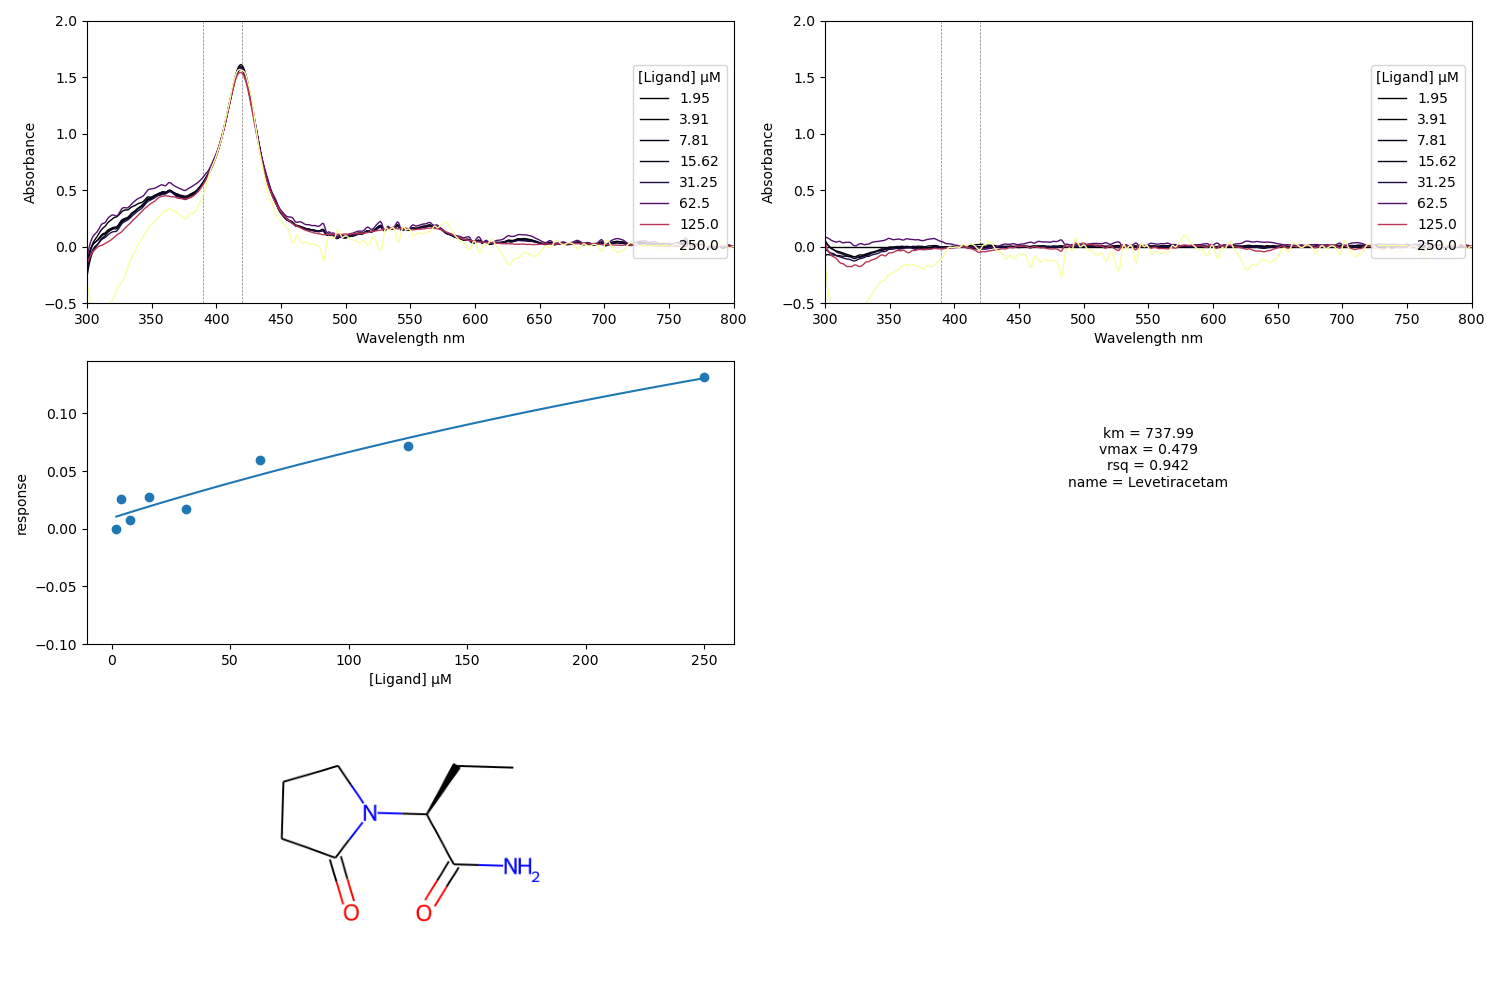 2.0
1.5
1.0
0.5
0.0
−0.5
Absorbance
300 350 400 450 500 550 600 650 700 750 800
Wavelength nm
[Ligand] µM
1.95
3.91
7.81
15.62
31.25
62.5
125.0
250.0
2.0
1.5
1.0
0.5
0.0
−0.5
Absorbance
300 350 400 450 500 550 600 650 700 750 800
Wavelength nm
[Ligand] µM
1.95
3.91
7.81
15.62
31.25
62.5
125.0
250.0
0.10
0.05
0.00
−0.05
−0.10
response
0 50 100 150 200 250
[Ligand] µM
km = 737.99
vmax = 0.479
rsq = 0.942
name = Levetiracetam
N
NH2
O
O